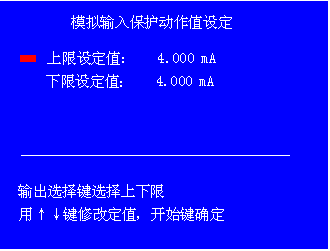 模拟输入保护动作值设定
上限设定值: 4.000 mA
下限设定值: 4.000 mA
输出选择键选择上下限
用↑↓键修改定值, 开始键确定